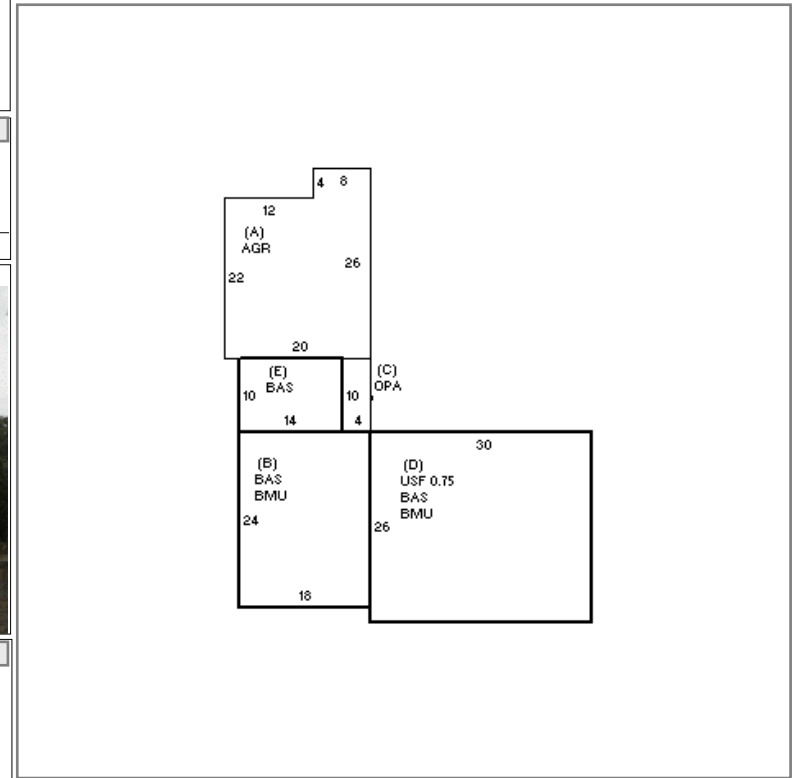 4 8
12
(A)
AGR
26
22
20
(E)
BAS
(C)
OPA
10
10
14
4
30
(B)
BAS
BMU
(D)
USF 0.75
BAS
BMU
24
26
18